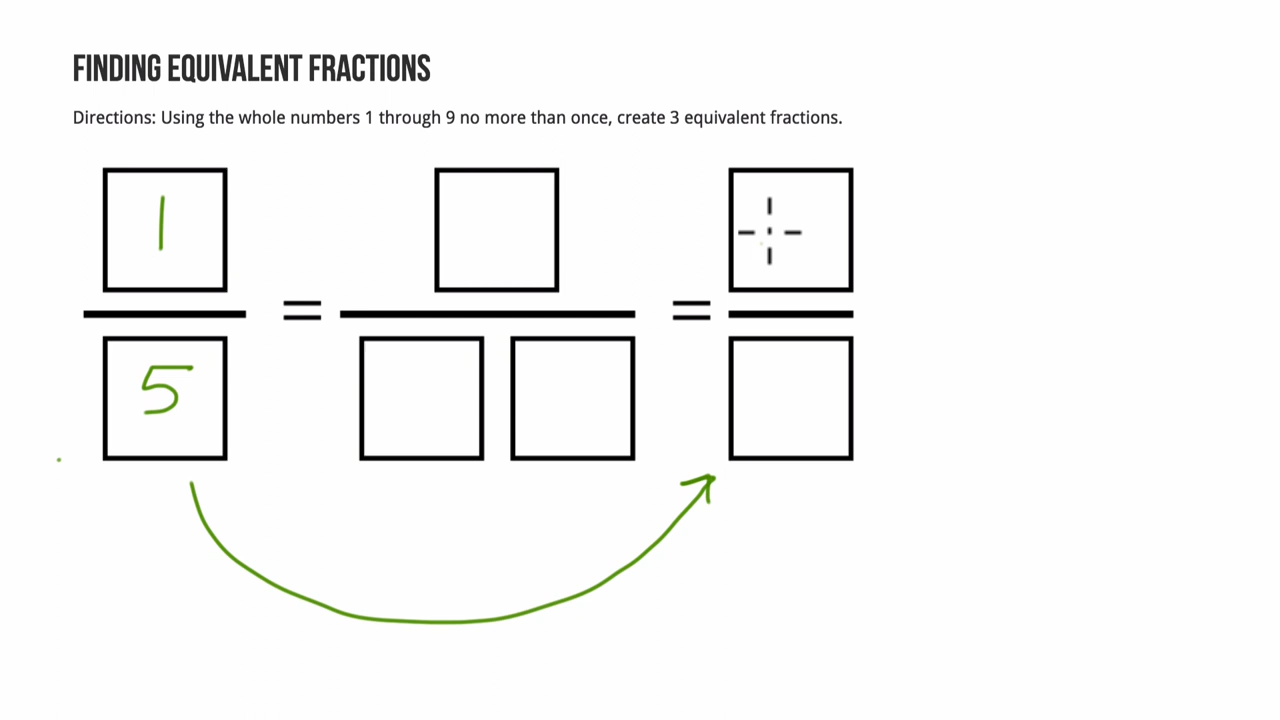 FINDING EQUIVALENT FRACTIONS
Directions: Using the whole numbers 1 through 9 no more than once, create 3 equivalent fractions.
1
= =
5